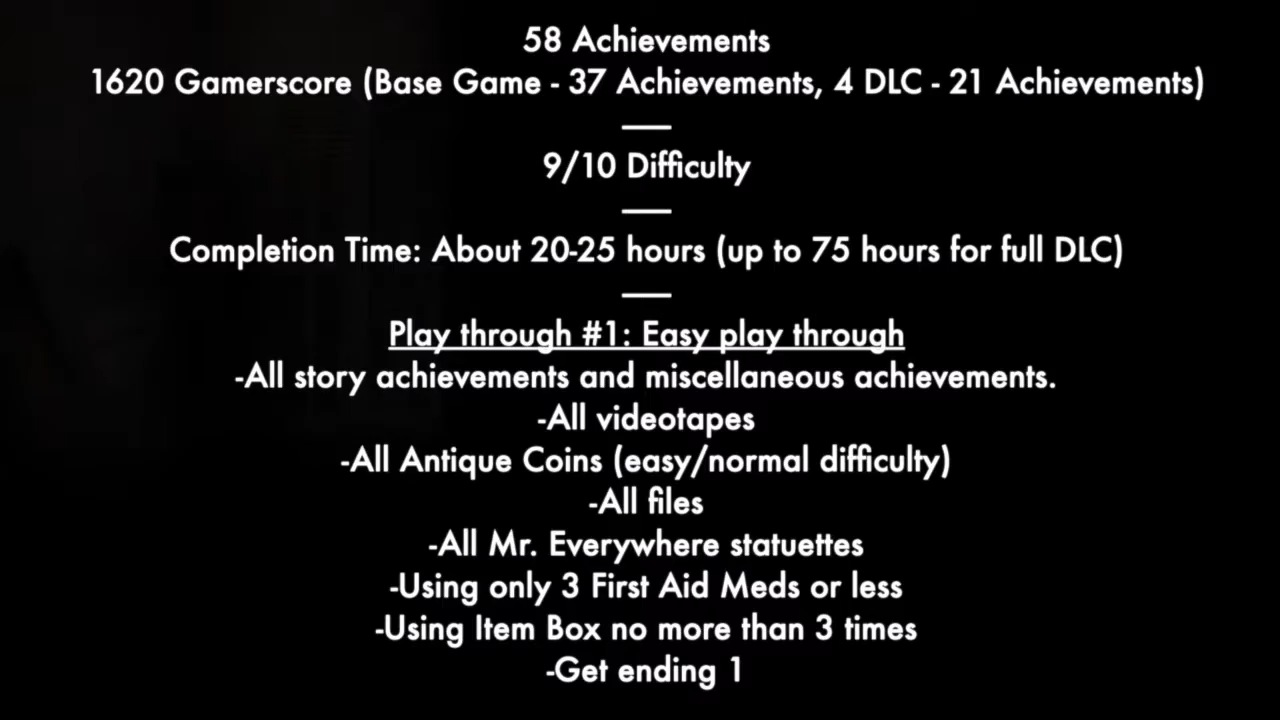 58 Achievements
1620 Gamerscore (Base Game - 37 Achievements, 4 DLC - 21 Achievements)
9/10 Difficulty
Completion Time: About 20-25 hours (up to 75 hours for full DLC)
Play through #1: Easy play through
-All story achievements and miscellaneous achievements.
-All videotapes
-All Antique Coins (easy/normal difficulty)
-All files
-All Mr. Everywhere statuettes
-Using only 3 First Aid Meds or less
-Using Item Box no more than 3 times
-Get ending 1